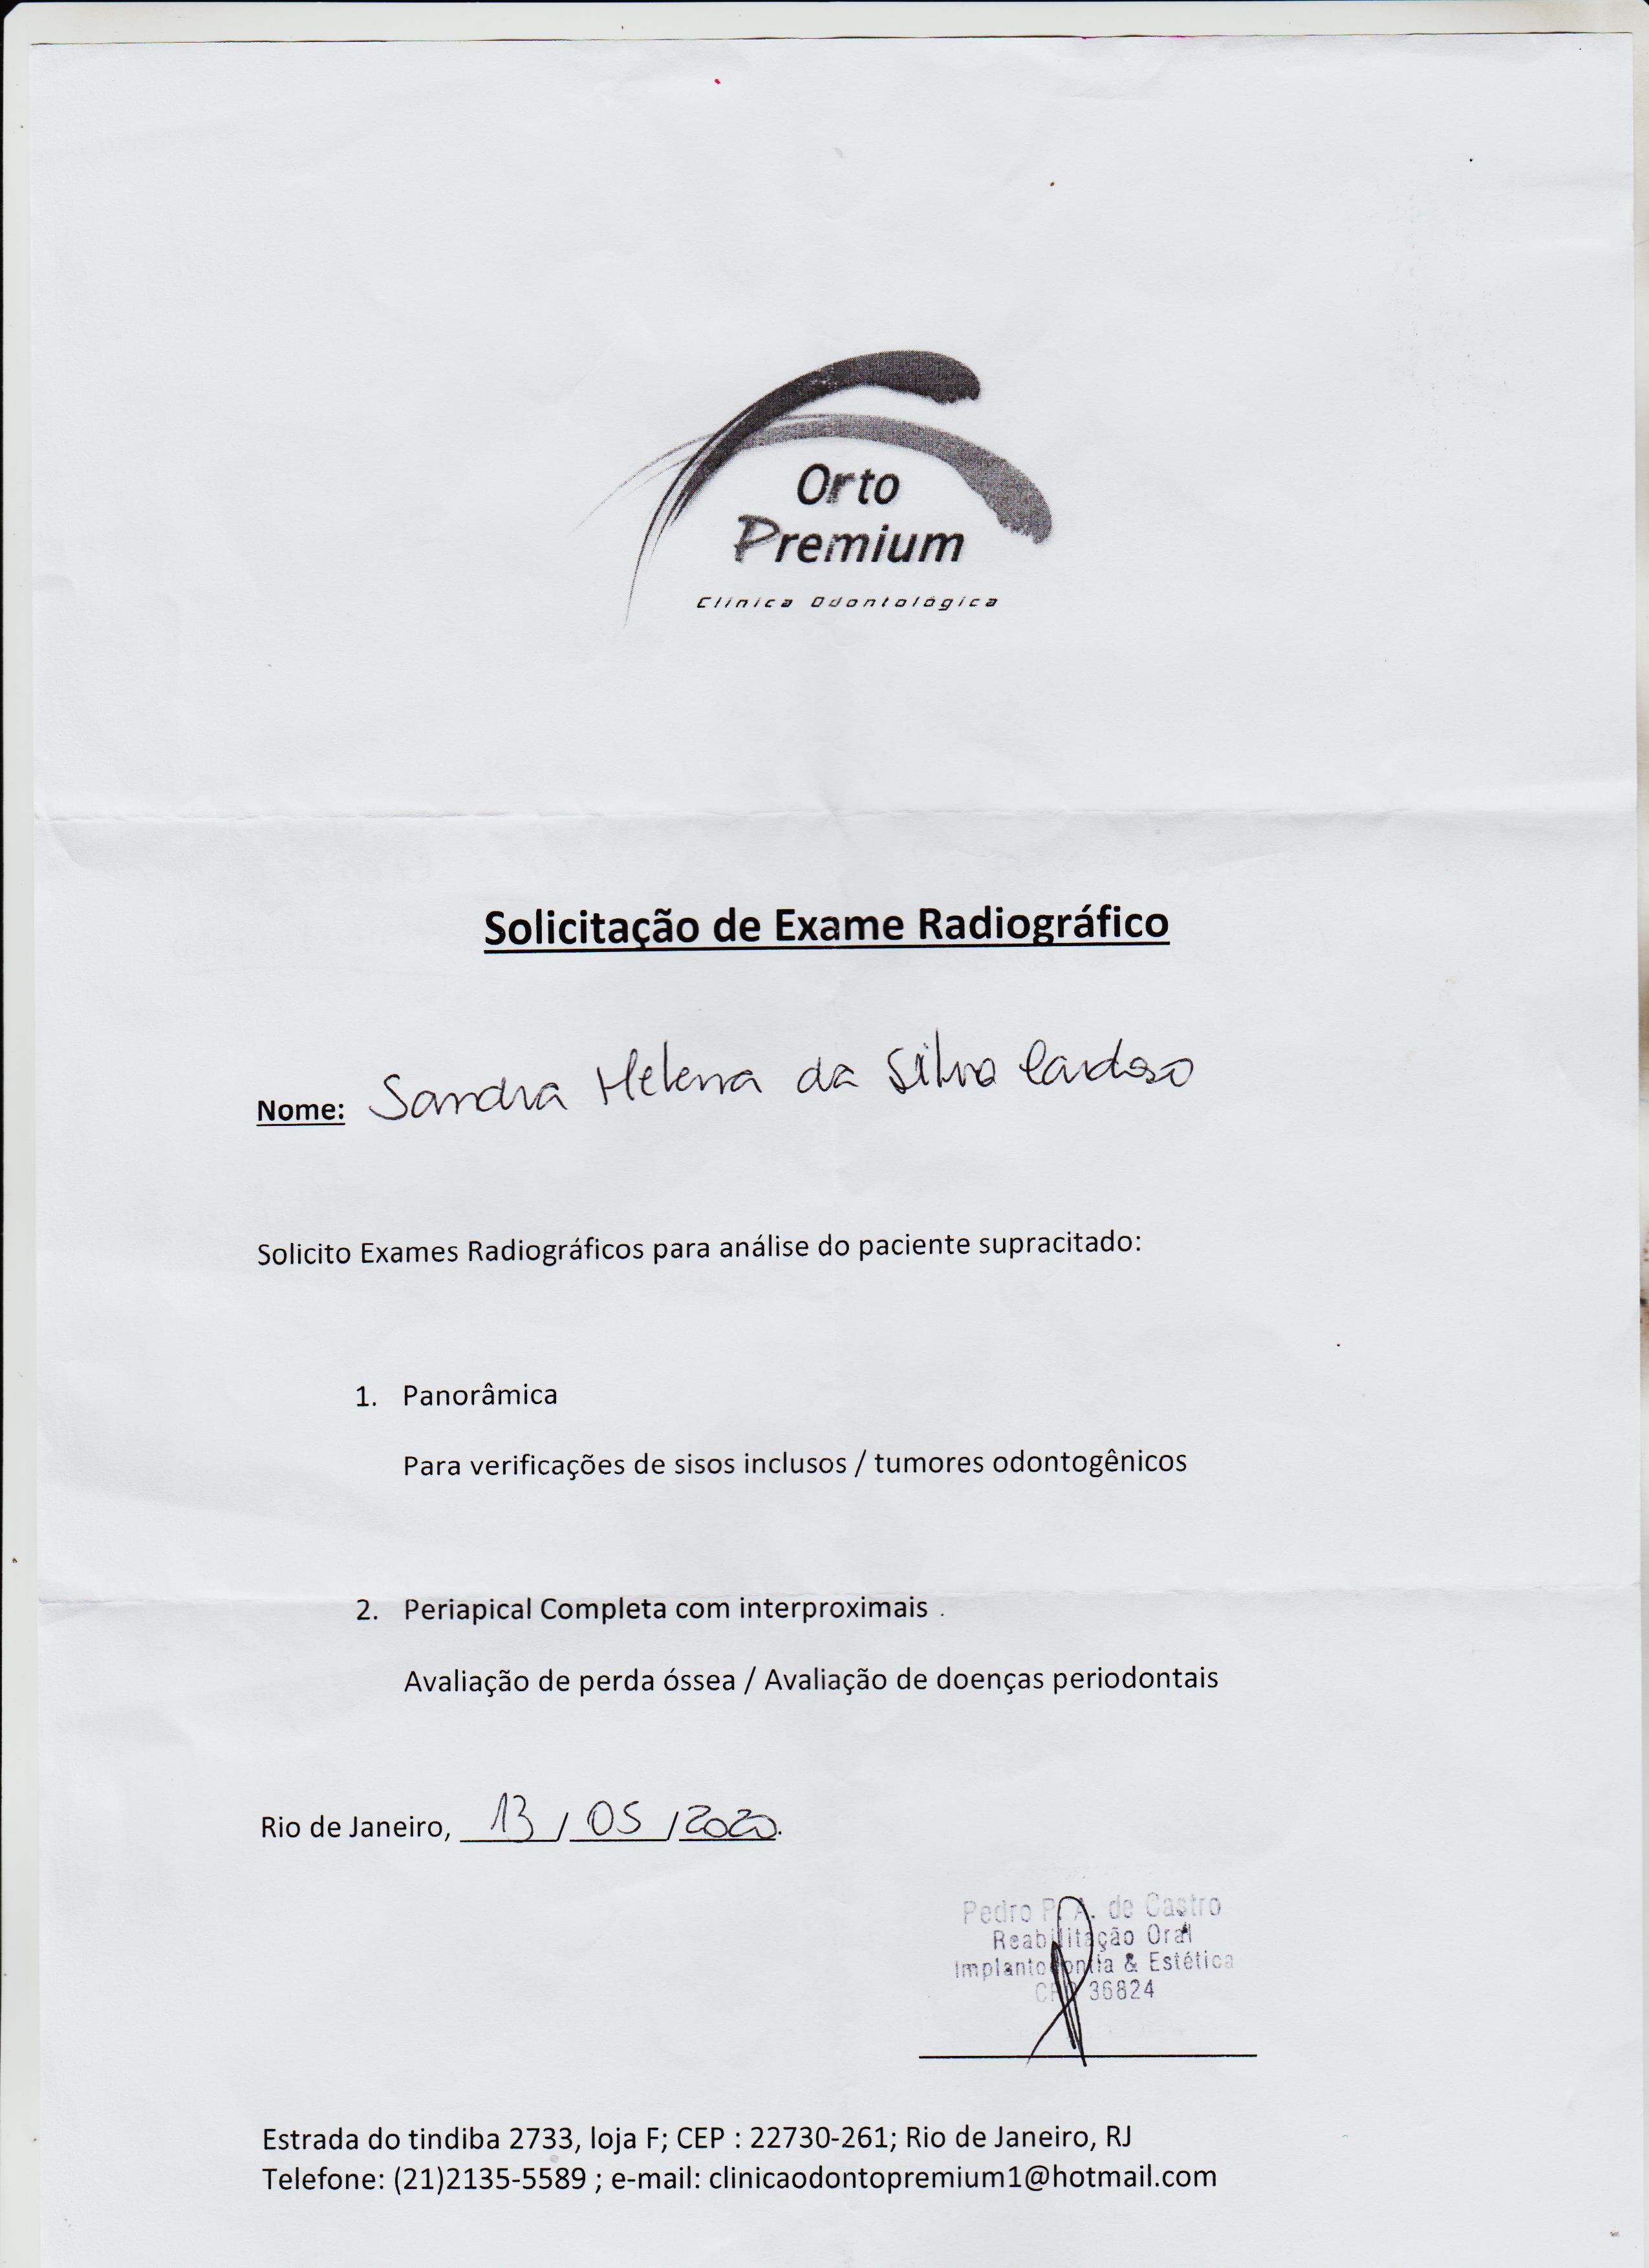 Orto
Premium
Clínica Odontológica
Solicitação de Exame Radiográfico
Nome: Sandra Helena da Silva Cardoso
Solicito Exames Radiográficos para análise do paciente supracitado:
1. Panorâmica
Para verificações de sisos inclusos / tumores odontogênicos
2. Periapical Completa com interproximais .
Avaliação de perda óssea / Avaliação de doenças periodontais
Rio de Janeiro, 13 / 05 / 2020.
Pedro P. A. de Castro
Reabilitação Oral
Implantodontia & Estética
CRO 36824
Estrada do tindiba 2733, loja F; CEP : 22730-261; Rio de Janeiro, RJ
Telefone: (21)2135-5589 ; e-mail: clinicaodontopremium1@hotmail.com